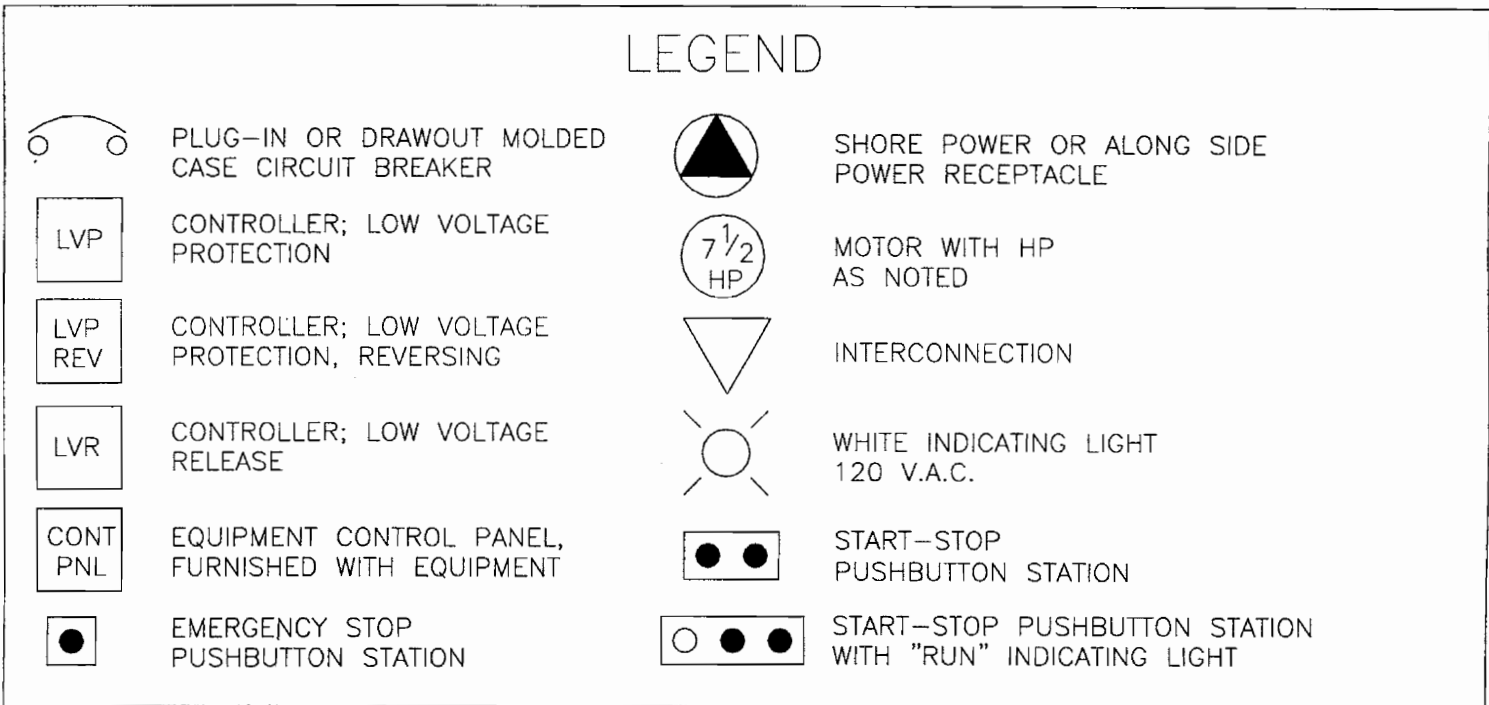 LEGEND
PLUG-IN OR DRAWOUT MOLDED
CASE CIRCUIT BREAKER
LVP
CONTROLLER; LOW VOLTAGE
PROTECTION
LVP
REV
CONTROLLER; LOW VOLTAGE
PROTECTION, REVERSING
LVR
CONTROLLER; LOW VOLTAGE
RELEASE
CONT
PNL
EQUIPMENT CONTROL PANEL,
FURNISHED WITH EQUIPMENT
EMERGENCY STOP
PUSHBUTTON STATION
SHORE POWER OR ALONG SIDE
POWER RECEPTACLE
7 1/2
HP
MOTOR WITH HP
AS NOTED
INTERCONNECTION
WHITE INDICATING LIGHT
120 V.A.C.
START-STOP
PUSHBUTTON STATION
START-STOP PUSHBUTTON STATION
WITH "RUN" INDICATING LIGHT